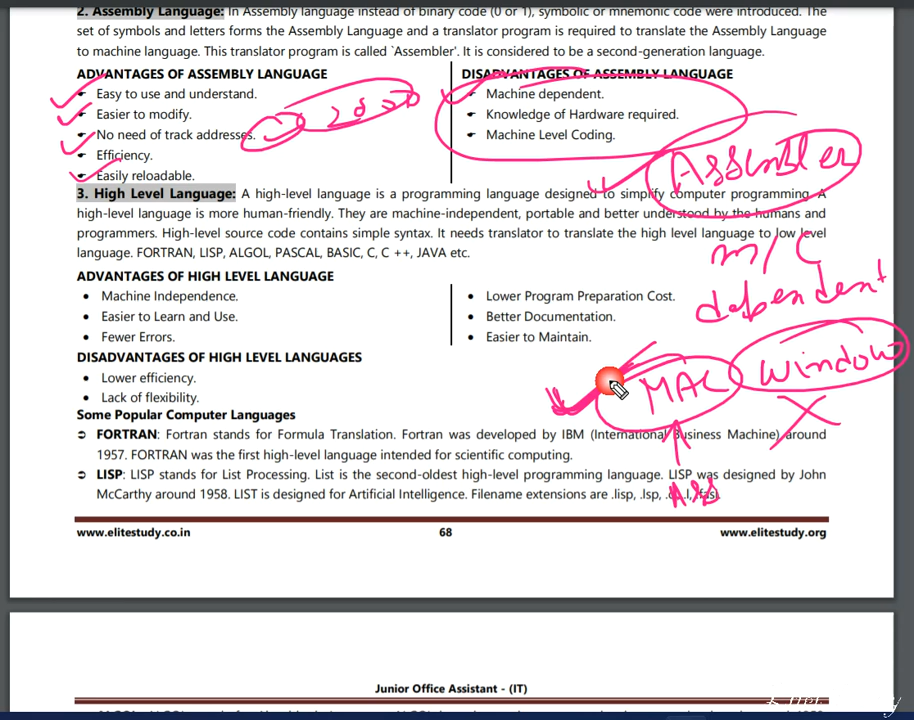 2. Assembly Language: In Assembly language instead of binary code (0 or 1), symbolic or mnemonic code were introduced. The
set of symbols and letters forms the Assembly Language and a translator program is required to translate the Assembly Language
to machine language. This translator program is called `Assembler'. It is considered to be a second-generation language.
ADVANTAGES OF ASSEMBLY LANGUAGE
Easy to use and understand.
Easier to modify.
No need of track addresses.
Efficiency.
Easily reloadable.
DISADVANTAGES OF ASSEMBLY LANGUAGE
Machine dependent.
Knowledge of Hardware required.
Machine Level Coding.
Assembler
3. High Level Language: A high-level language is a programming language designed to simplify computer programming. A
high-level language is more human-friendly. They are machine-independent, portable and better understood by the humans and
programmers. High-level source code contains simple syntax. It needs translator to translate the high level language to low level
language. FORTRAN, LISP, ALGOL, PASCAL, BASIC, C, C ++, JAVA etc.
m/c
dependent
ADVANTAGES OF HIGH LEVEL LANGUAGE
• Machine Independence.
• Easier to Learn and Use.
• Fewer Errors.
• Lower Program Preparation Cost.
• Better Documentation.
• Easier to Maintain.
DISADVANTAGES OF HIGH LEVEL LANGUAGES
• Lower efficiency.
• Lack of flexibility.
MAC
Window
Some Popular Computer Languages
FORTRAN: Fortran stands for Formula Translation. Fortran was developed by IBM (International Business Machine) around
1957. FORTRAN was the first high-level language intended for scientific computing.
LISP: LISP stands for List Processing. List is the second-oldest high-level programming language. LISP was designed by John
McCarthy around 1958. LIST is designed for Artificial Intelligence. Filename extensions are .lisp, .lsp,
Ass
www.elitestudy.co.in 68 www.elitestudy.org
Junior Office Assistant - (IT)